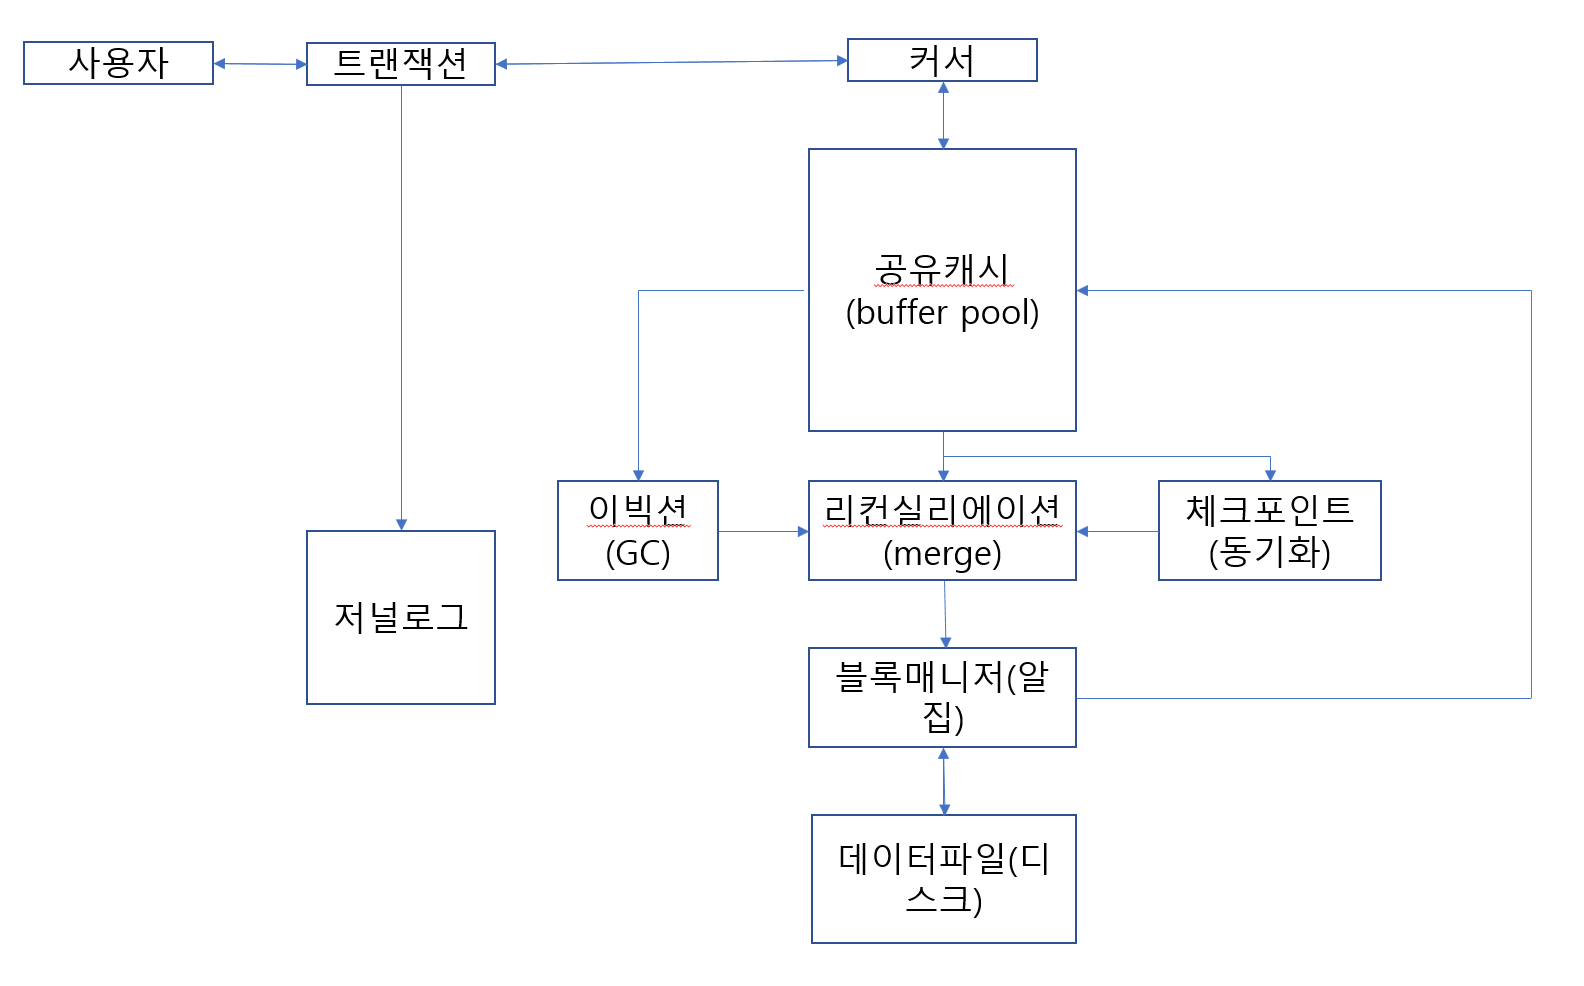 사용자
트랜잭션
커서
공유캐시
(buffer pool)
이빅션
(GC)
리컨실리에이션
(merge)
체크포인트
(동기화)
저널로그
블록매니저(알
집)
데이터파일(디
스크)